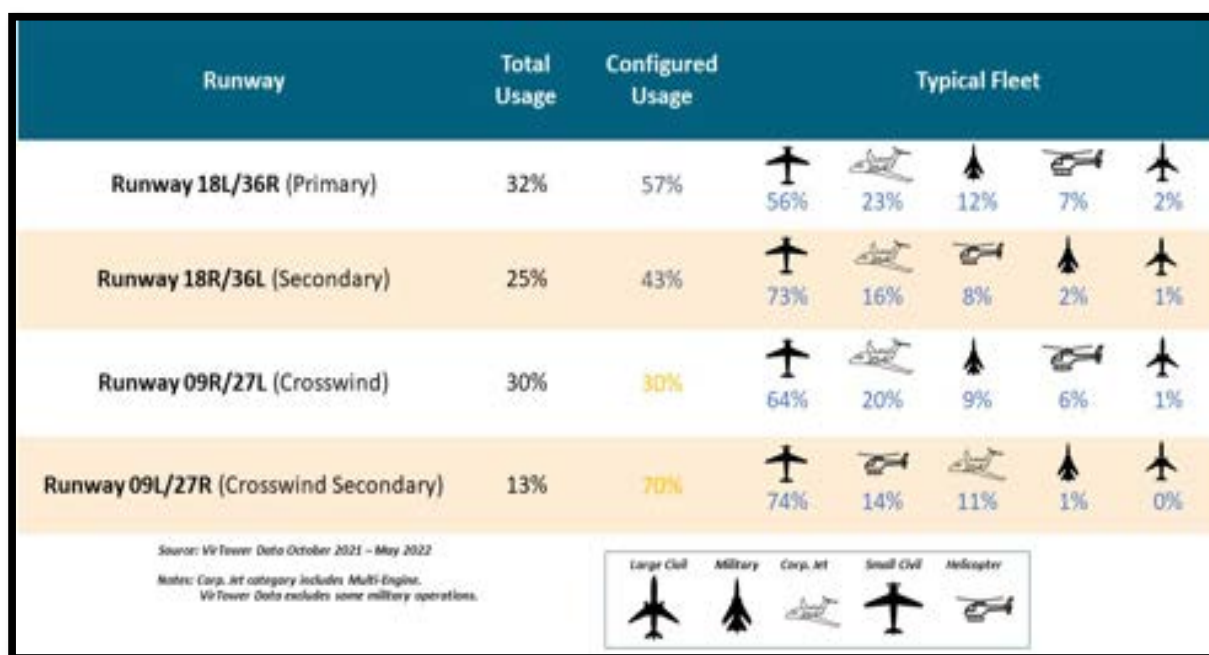 Runway Total Usage Configured Usage Typical Fleet
Runway 18L/36R (Primary) 32% 57% 56% 23% 12% 7% 2%
Runway 18R/36L (Secondary) 25% 43% 73% 16% 8% 2% 1%
Runway 09R/27L (Crosswind) 30% 30% 64% 20% 9% 6% 1%
Runway 09L/27R (Crosswind Secondary) 13% 70% 74% 14% 11% 1% 0%
Source: VirTower Data October 2021 – May 2022
Notes: Corp. Jet category includes Multi-Engine.
VirTower Data excludes some military operations.
Large Civil Military Corp. Jet Small Civil Helicopter